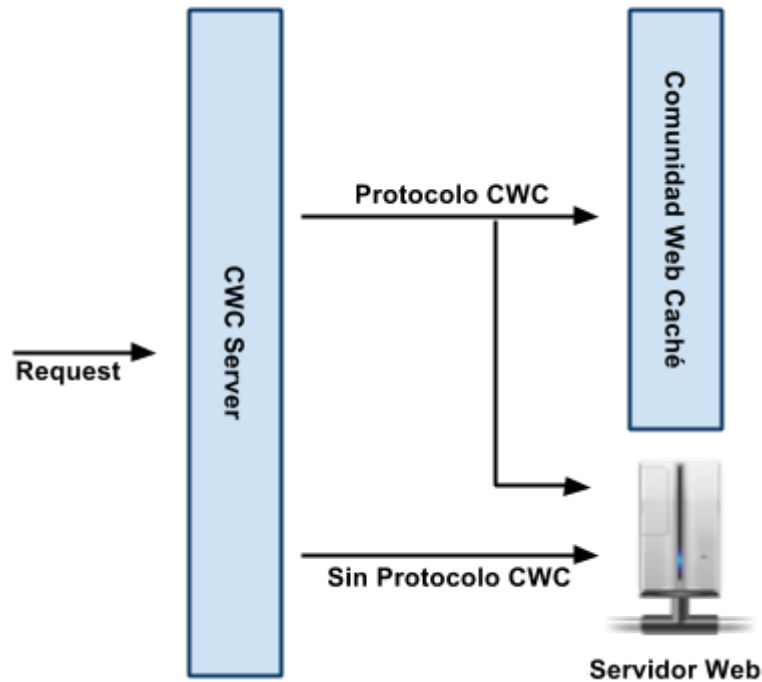 Comunidad Web Caché
Protocolo CWC
CWC Server
Request
Sin Protocolo CWC
Servidor Web